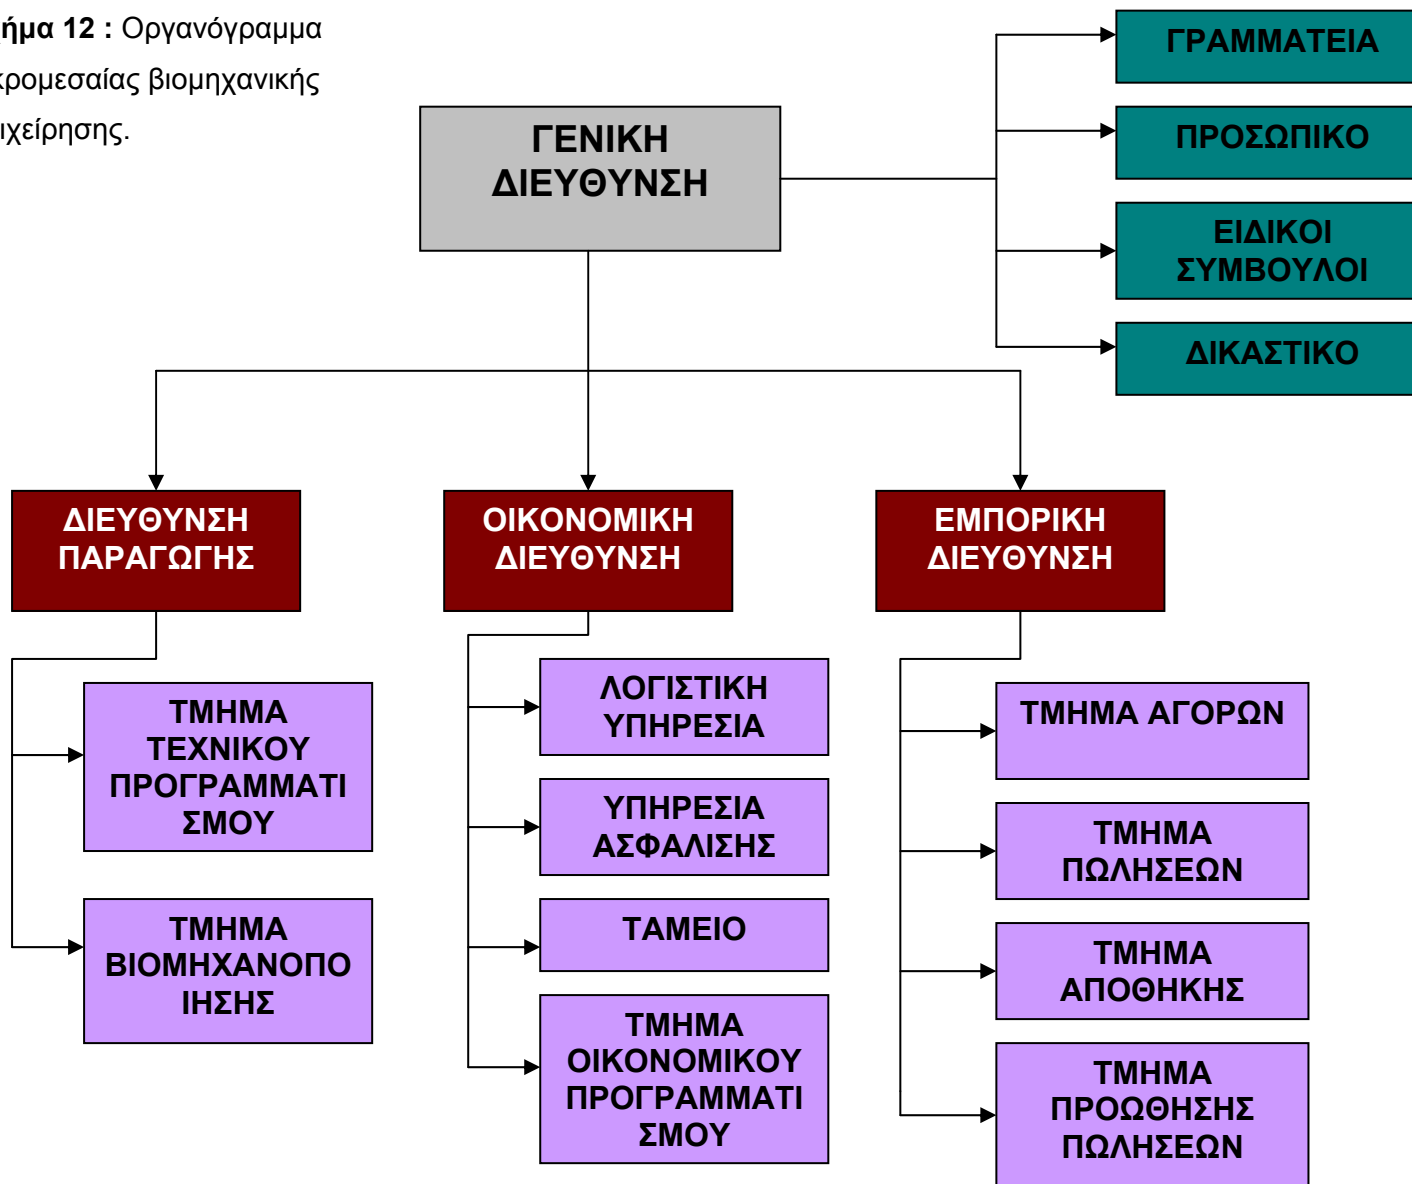 ήμα 12 : Οργανόγραμμα
κρομεσαίας βιομηχανικής
ιχείρησης.
ΓΕΝΙΚΗ
ΔΙΕΥΘΥΝΣΗ
ΓΡΑΜΜΑΤΕΙΑ
ΠΡΟΣΩΠΙΚΟ
ΕΙΔΙΚΟΙ
ΣΥΜΒΟΥΛΟΙ
ΔΙΚΑΣΤΙΚΟ
ΔΙΕΥΘΥΝΣΗ
ΠΑΡΑΓΩΓΗΣ
ΟΙΚΟΝΟΜΙΚΗ
ΔΙΕΥΘΥΝΣΗ
ΕΜΠΟΡΙΚΗ
ΔΙΕΥΘΥΝΣΗ
ΤΜΗΜΑ
ΤΕΧΝΙΚΟΥ
ΠΡΟΓΡΑΜΜΑΤΙ
ΣΜΟΥ
ΤΜΗΜΑ
ΒΙΟΜΗΧΑΝΟΠΟ
ΙΗΣΗΣ
ΛΟΓΙΣΤΙΚΗ
ΥΠΗΡΕΣΙΑ
ΥΠΗΡΕΣΙΑ
ΑΣΦΑΛΙΣΗΣ
ΤΑΜΕΙΟ
ΤΜΗΜΑ
ΟΙΚΟΝΟΜΙΚΟΥ
ΠΡΟΓΡΑΜΜΑΤΙ
ΣΜΟΥ
ΤΜΗΜΑ ΑΓΟΡΩΝ
ΤΜΗΜΑ
ΠΩΛΗΣΕΩΝ
ΤΜΗΜΑ
ΑΠΟΘΗΚΗΣ
ΤΜΗΜΑ
ΠΡΟΩΘΗΣΗΣ
ΠΩΛΗΣΕΩΝ